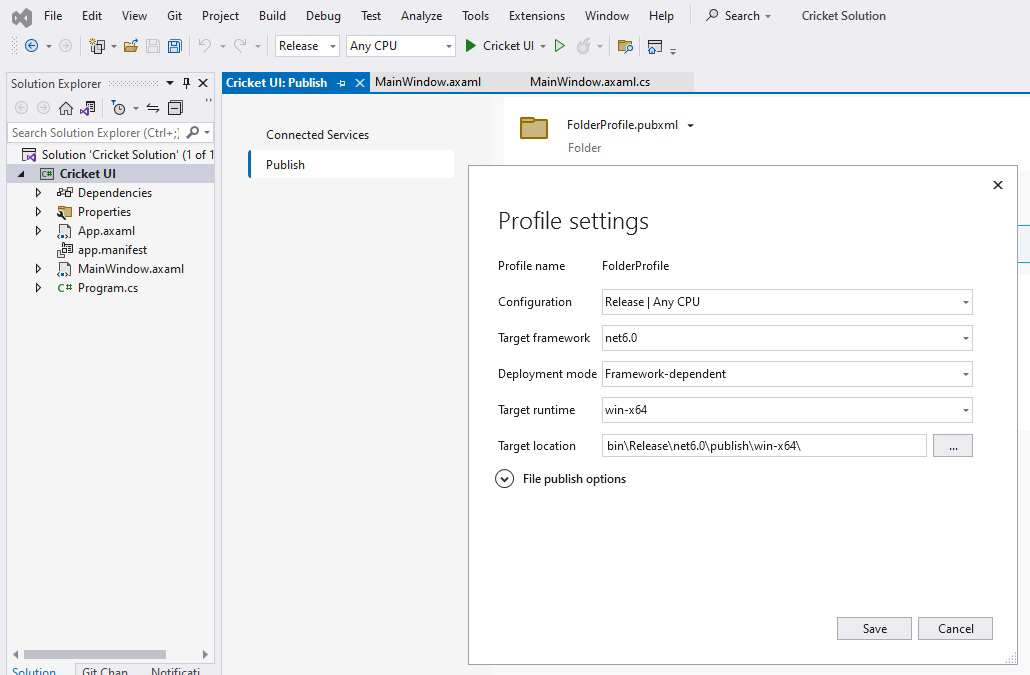 File Edit View Git Project Build Debug Test Analyze Tools Extensions Window Help Search Cricket Solution
Release Any CPU Cricket UI
Solution Explorer
Search Solution Explorer (Ctrl+;)
Solution 'Cricket Solution' (1 of 1
C# Cricket UI
Dependencies
Properties
App.axaml
app.manifest
MainWindow.axaml
C# Program.cs
Solution... Git Chan... Notificati...
Cricket UI: Publish MainWindow.axaml MainWindow.axaml.cs
Connected Services
Publish
FolderProfile.pubxml
Folder
Profile settings
Profile name FolderProfile
Configuration Release | Any CPU
Target framework net6.0
Deployment mode Framework-dependent
Target runtime win-x64
Target location bin\Release\net6.0\publish\win-x64\ ...
File publish options
Save Cancel